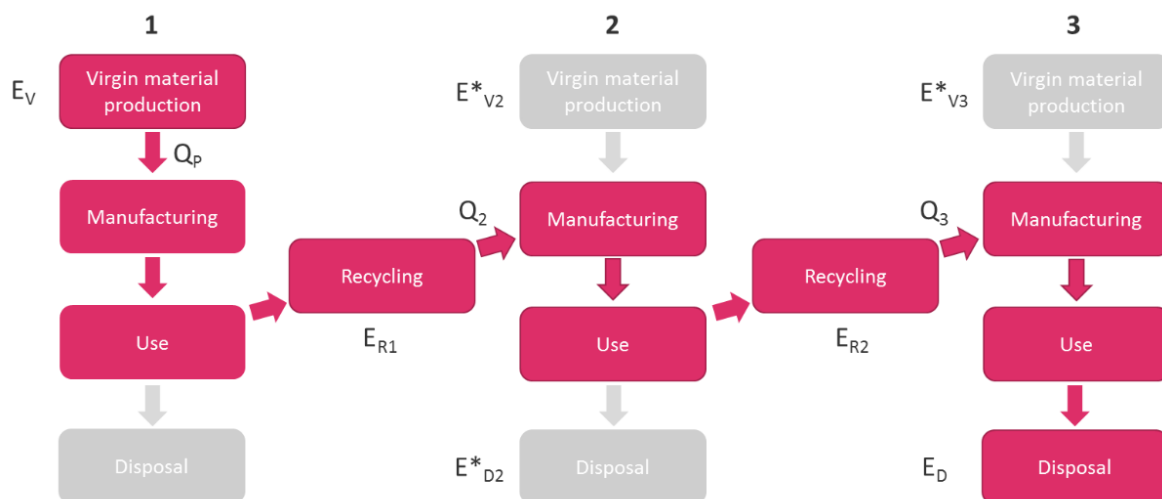 1
2
3
E_V
Virgin material
production
E*_V2
Virgin material
production
E*_V3
Virgin material
production
Q_P
Manufacturing
Q_2
Manufacturing
Q_3
Manufacturing
Recycling
Recycling
Use
E_R1
Use
E_R2
Use
Disposal
E*_D2
Disposal
E_D
Disposal